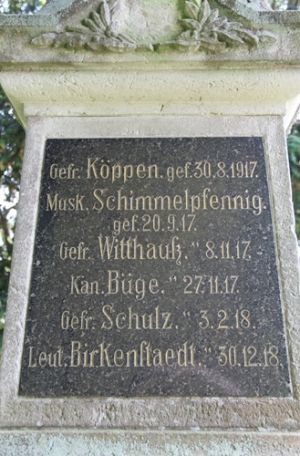 Gefr. Köppen. gef. 30.8.1917.
Musk. Schimmelpfennig.
gef. 20.9.17.
Gefr. Witthauß. " 8.11.17.
Kan. Büge. " 27.11.17.
Gefr. Schulz. " 3.2.18.
Leut. Birkenstaedt. " 30.12.18.